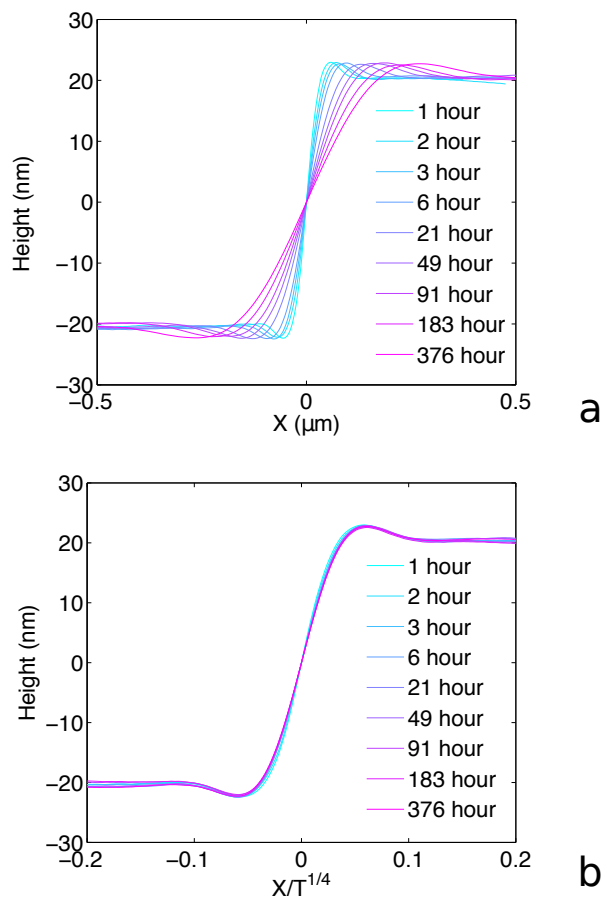 30
20
10
0
−10
−20
−30
Height (nm)
1 hour
2 hour
3 hour
6 hour
21 hour
49 hour
91 hour
183 hour
376 hour
−0.5 0 0.5
X (μm)
a
30
20
10
0
−10
−20
−30
Height (nm)
1 hour
2 hour
3 hour
6 hour
21 hour
49 hour
91 hour
183 hour
376 hour
−0.2 −0.1 0 0.1 0.2
X/T^1/4
b